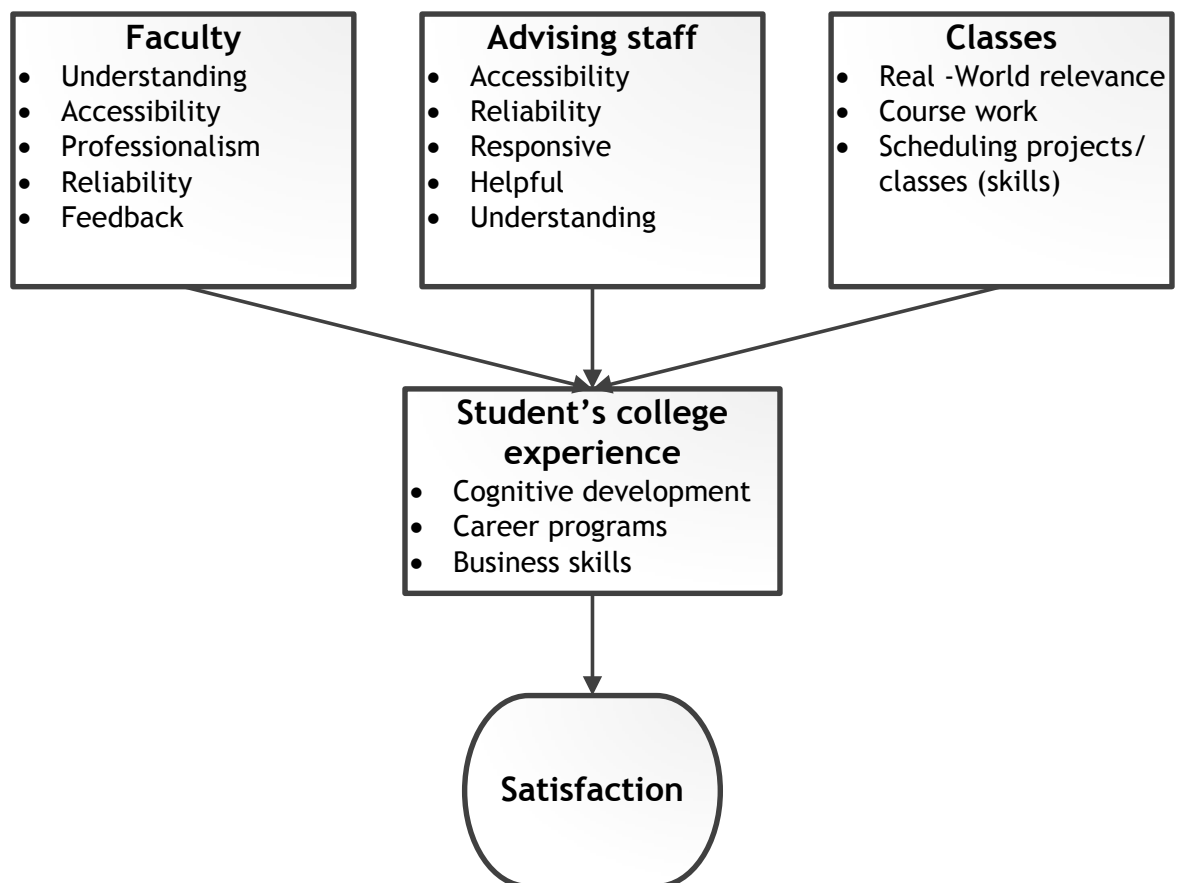 Faculty
• Understanding
• Accessibility
• Professionalism
• Reliability
• Feedback
Advising staff
• Accessibility
• Reliability
• Responsive
• Helpful
• Understanding
Classes
• Real -World relevance
• Course work
• Scheduling projects/
classes (skills)
Student’s college
experience
• Cognitive development
• Career programs
• Business skills
Satisfaction